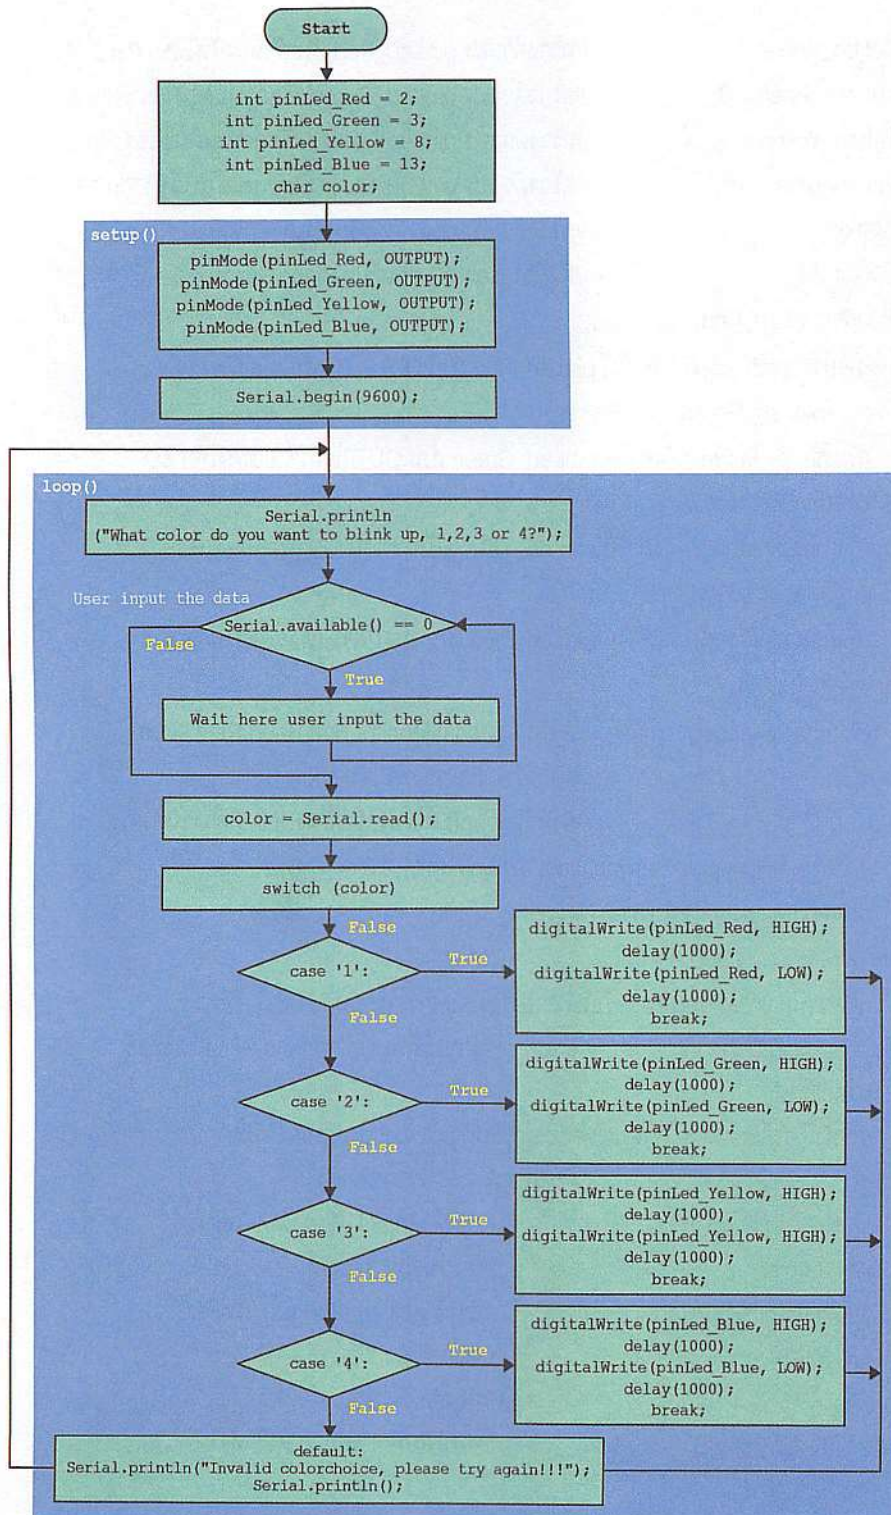 Start
int pinLed_Red = 2;
int pinLed_Green = 3;
int pinLed_Yellow = 8;
int pinLed_Blue = 13;
char color;
setup()
pinMode(pinLed_Red, OUTPUT);
pinMode(pinLed_Green, OUTPUT);
pinMode(pinLed_Yellow, OUTPUT);
pinMode(pinLed_Blue, OUTPUT);
Serial.begin(9600);
loop()
Serial.println
("What color do you want to blink up, 1,2,3 or 4?");
User input the data
Serial.available() == 0
False
True
Wait here user input the data
color = Serial.read();
switch (color)
False
case '1':
True
digitalWrite(pinLed_Red, HIGH);
delay(1000);
digitalWrite(pinLed_Red, LOW);
delay(1000);
break;
False
case '2':
True
digitalWrite(pinLed_Green, HIGH);
delay(1000);
digitalWrite(pinLed_Green, LOW);
delay(1000);
break;
False
case '3':
True
digitalWrite(pinLed_Yellow, HIGH);
delay(1000),
digitalWrite(pinLed_Yellow, HIGH);
delay(1000);
break;
False
case '4':
True
digitalWrite(pinLed_Blue, HIGH);
delay(1000);
digitalWrite(pinLed_Blue, LOW);
delay(1000);
break;
False
default:
Serial.println("Invalid colorchoice, please try again!!!");
Serial.println();